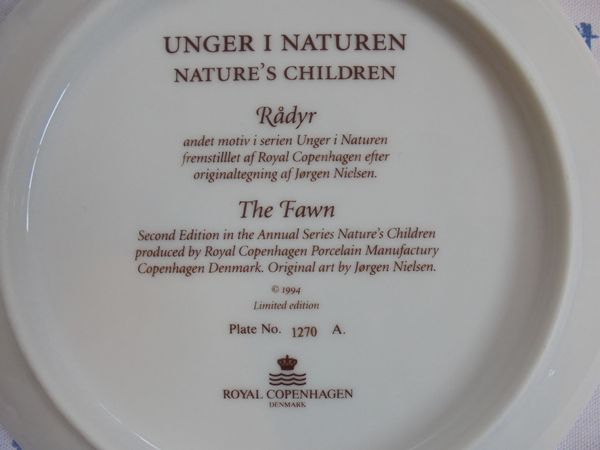 UNGER I NATUREN
NATURE'S CHILDREN
Rådyr
andet motiv i serien Unger i Naturen
fremstilllet af Royal Copenhagen efter
originaltegning af Jørgen Nielsen.
The Fawn
Second Edition in the Annual Series Nature's Children
produced by Royal Copenhagen Porcelain Manufactury
Copenhagen Denmark. Original art by Jørgen Nielsen.
© 1994
Limited edition
Plate No. 1270 A.
ROYAL COPENHAGEN
DENMARK